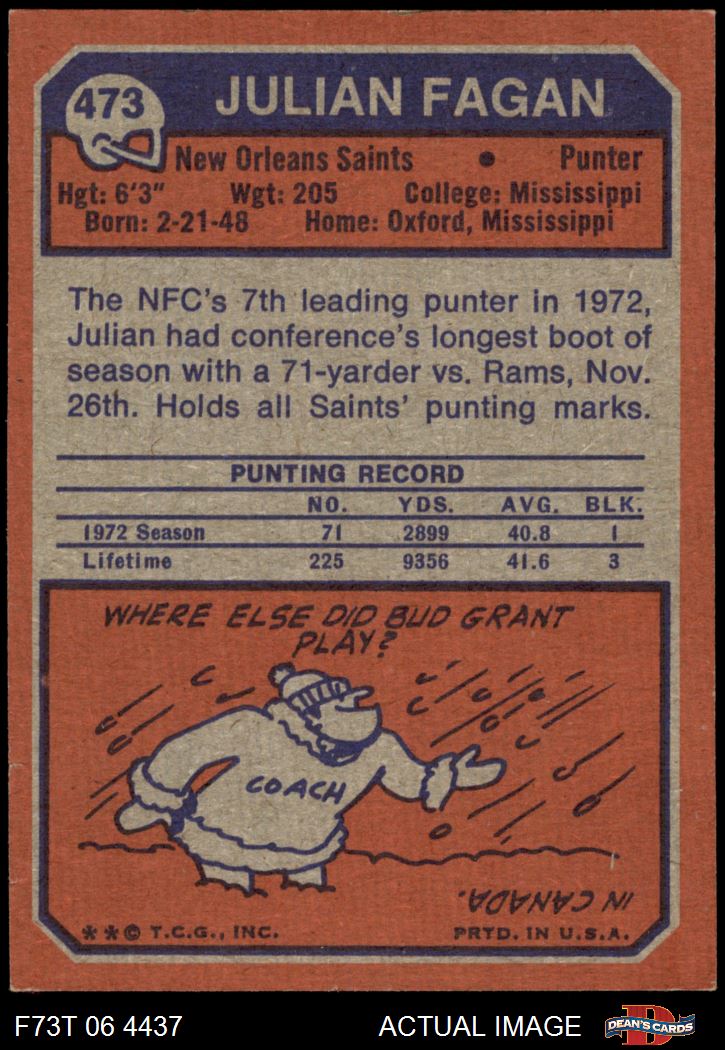 473
JULIAN FAGAN
New Orleans Saints • Punter
Hgt: 6'3" Wgt: 205 College: Mississippi
Born: 2-21-48 Home: Oxford, Mississippi
The NFC's 7th leading punter in 1972,
Julian had conference's longest boot of
season with a 71-yarder vs. Rams, Nov.
26th. Holds all Saints' punting marks.
PUNTING RECORD
NO. YDS. AVG. BLK.
1972 Season 71 2899 40.8 1
Lifetime 225 9356 41.6 3
WHERE ELSE DID BUD GRANT
PLAY?
COACH
IN CANADA.
**© T.C.G., INC. PRTD. IN U.S.A.
F73T 06 4437 ACTUAL IMAGE
D
DEAN'S CARDS